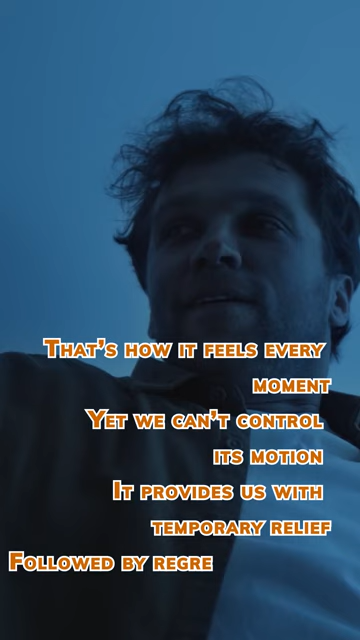 That's how it feels every
moment
Yet we can't control
its motion
It provides us with
temporary relief
Followed by regre